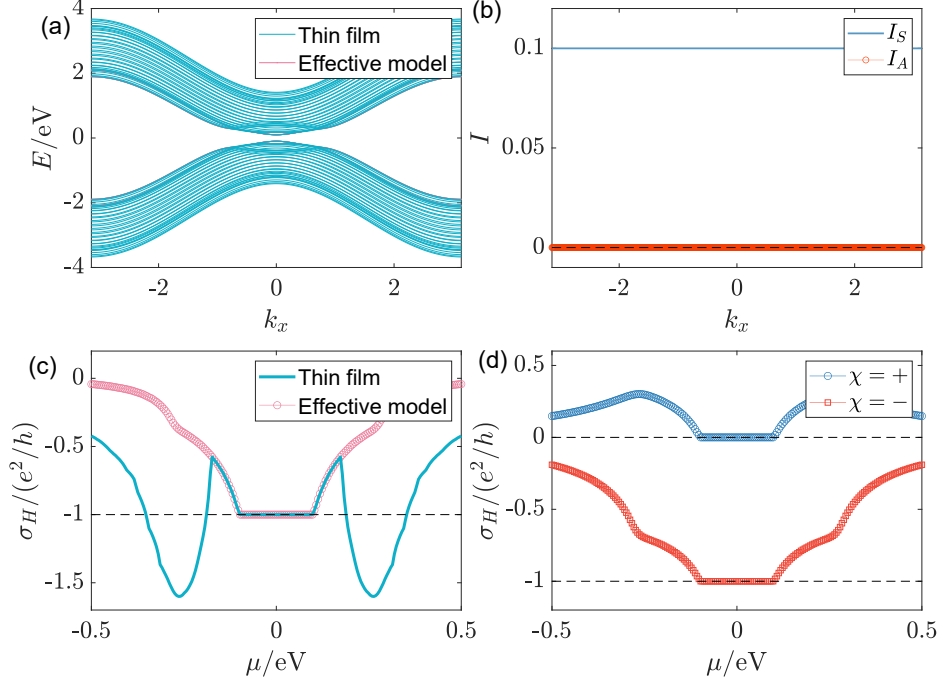 (a)
4
2
0
-2
-4
E/eV
-2
0
2
k_x
Thin film
Effective model
(b)
0.1
0.05
0
I
-2
0
2
k_x
I_S
I_A
(c)
0
-0.5
-1
-1.5
σ_H/(e²/h)
-0.5
0
0.5
μ/eV
Thin film
Effective model
(d)
0.5
0
-0.5
-1
σ_H/(e²/h)
-0.5
0
0.5
μ/eV
χ = +
χ = −